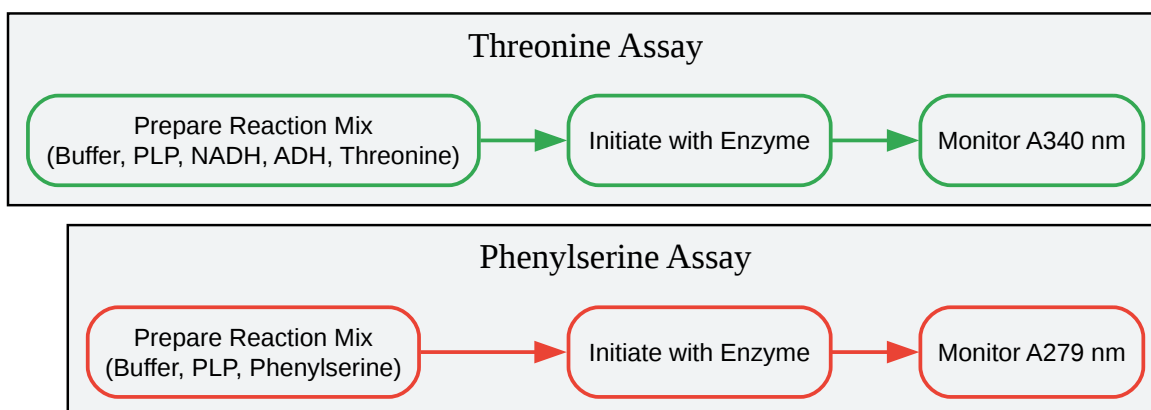 Threonine Assay
Prepare Reaction Mix
(Buffer, PLP, NADH, ADH, Threonine)
Initiate with Enzyme
Monitor A340 nm
Phenylserine Assay
Prepare Reaction Mix
(Buffer, PLP, Phenylserine)
Initiate with Enzyme
Monitor A279 nm